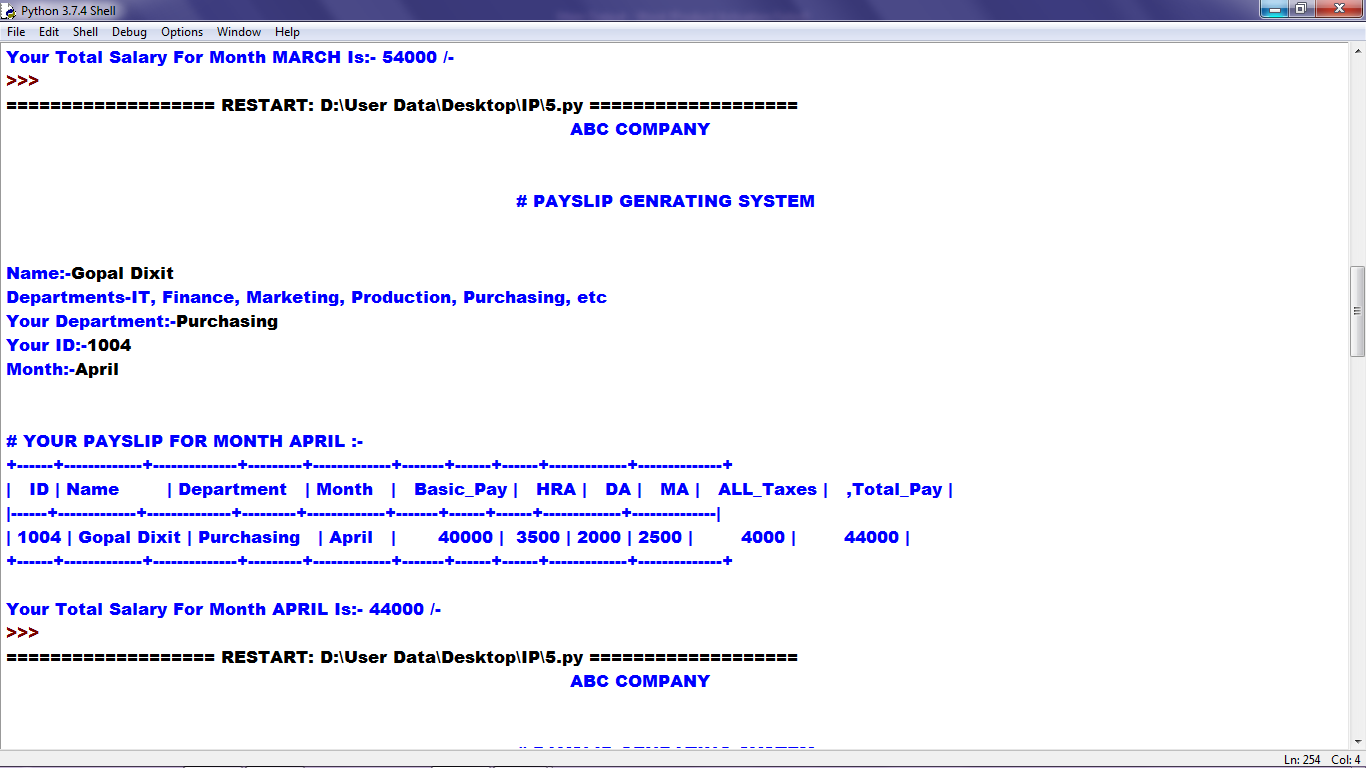 Python 3.7.4 Shell
File Edit Shell Debug Options Window Help
Your Total Salary For Month MARCH Is:- 54000 /-
>>>
=================== RESTART: D:\User Data\Desktop\IP\5.py ===================
ABC COMPANY
# PAYSLIP GENRATING SYSTEM
Name:-Gopal Dixit
Departments-IT, Finance, Marketing, Production, Purchasing, etc
Your Department:-Purchasing
Your ID:-1004
Month:-April
# YOUR PAYSLIP FOR MONTH APRIL :-
+------+-------------+--------------+---------+-------------+-------+------+------+-------------+--------------+
| ID | Name | Department | Month | Basic_Pay | HRA | DA | MA | ALL_Taxes | ,Total_Pay |
|------+-------------+--------------+---------+-------------+-------+------+------+-------------+--------------|
| 1004 | Gopal Dixit | Purchasing | April | 40000 | 3500 | 2000 | 2500 | 4000 | 44000 |
+------+-------------+--------------+---------+-------------+-------+------+------+-------------+--------------+
Your Total Salary For Month APRIL Is:- 44000 /-
>>>
=================== RESTART: D:\User Data\Desktop\IP\5.py ===================
ABC COMPANY
Ln: 254 Col: 4